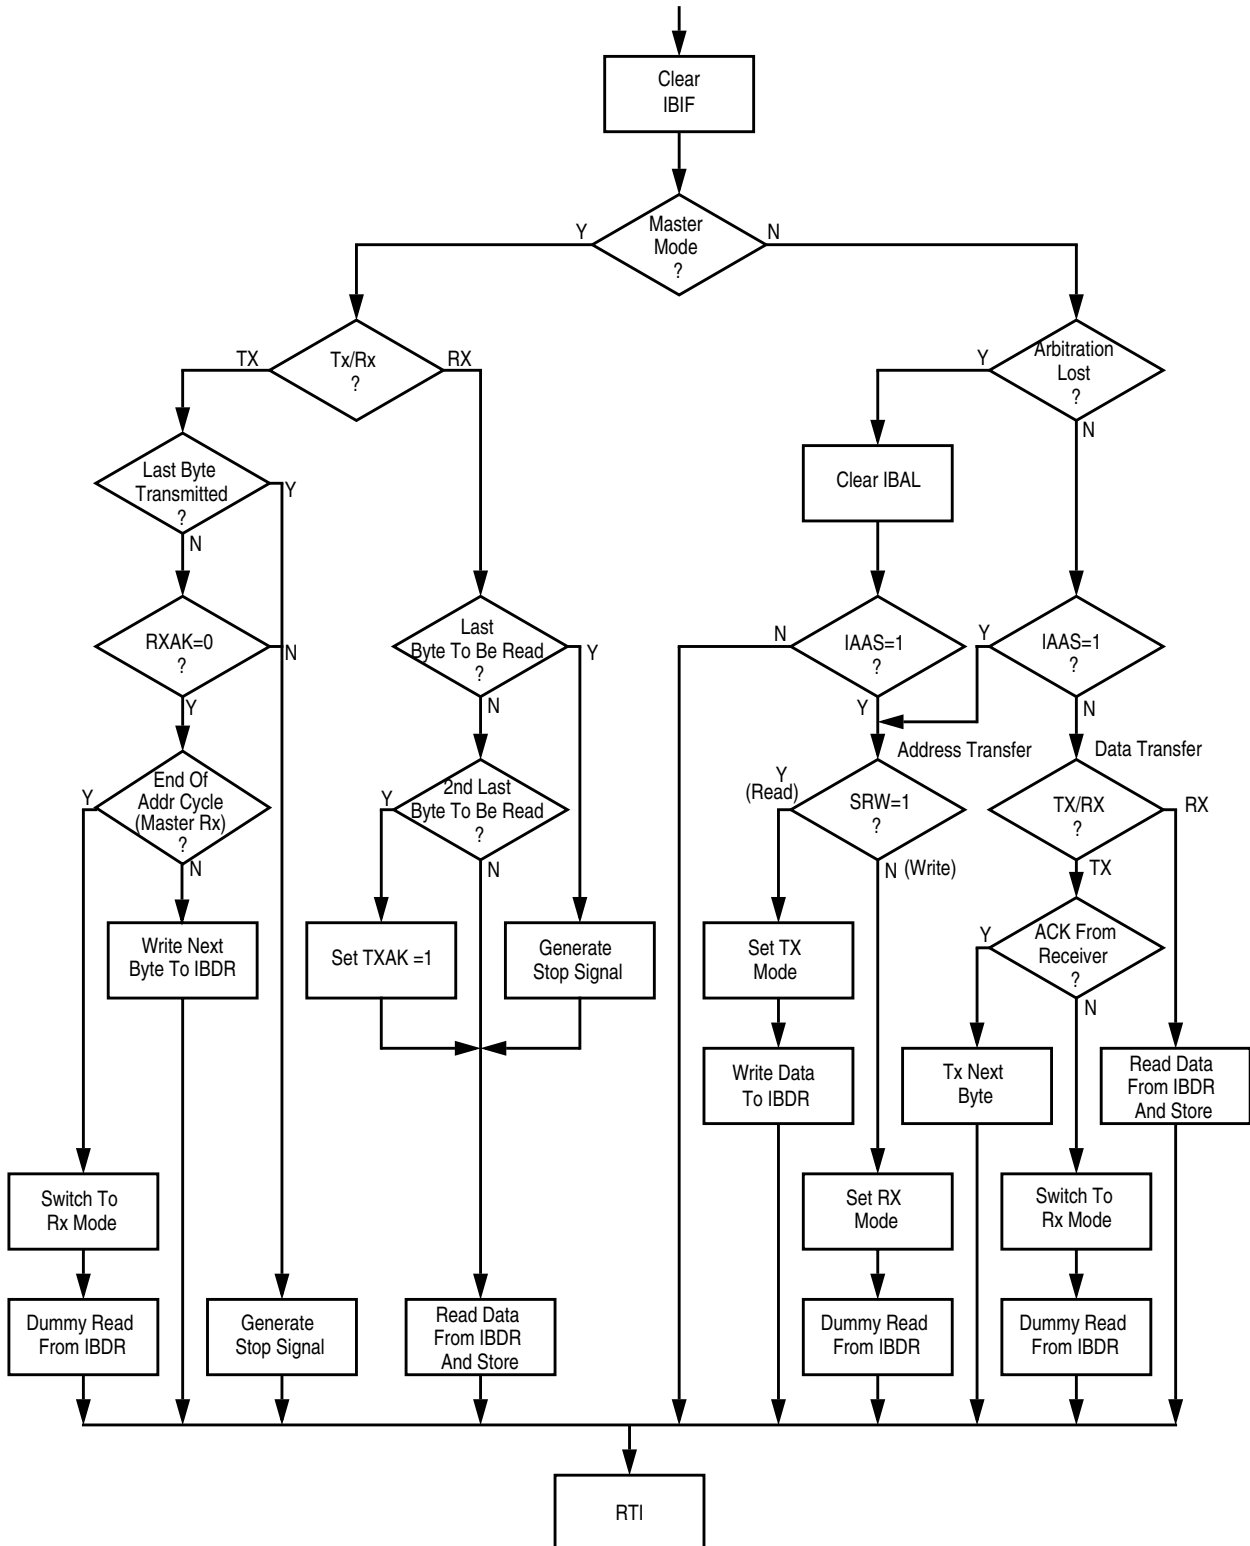 Clear
IBIF
Master
Mode
?
Y
N
Tx/Rx
?
TX
RX
Arbitration
Lost
?
Y
N
Last Byte
Transmitted
?
Y
N
Clear IBAL
RXAK=0
?
N
Y
Last
Byte To Be Read
?
Y
N
IAAS=1
?
N
Y
IAAS=1
?
Y
N
Address Transfer
Data Transfer
End Of
Addr Cycle
(Master Rx)
?
Y
N
2nd Last
Byte To Be Read
?
Y
N
Y
(Read)
SRW=1
?
N (Write)
TX/RX
?
RX
TX
Write Next
Byte To IBDR
Set TXAK =1
Generate
Stop Signal
Set TX
Mode
ACK From
Receiver
?
Y
N
Write Data
To IBDR
Tx Next
Byte
Read Data
From IBDR
And Store
Switch To
Rx Mode
Set RX
Mode
Switch To
Rx Mode
Dummy Read
From IBDR
Generate
Stop Signal
Read Data
From IBDR
And Store
Dummy Read
From IBDR
Dummy Read
From IBDR
RTI